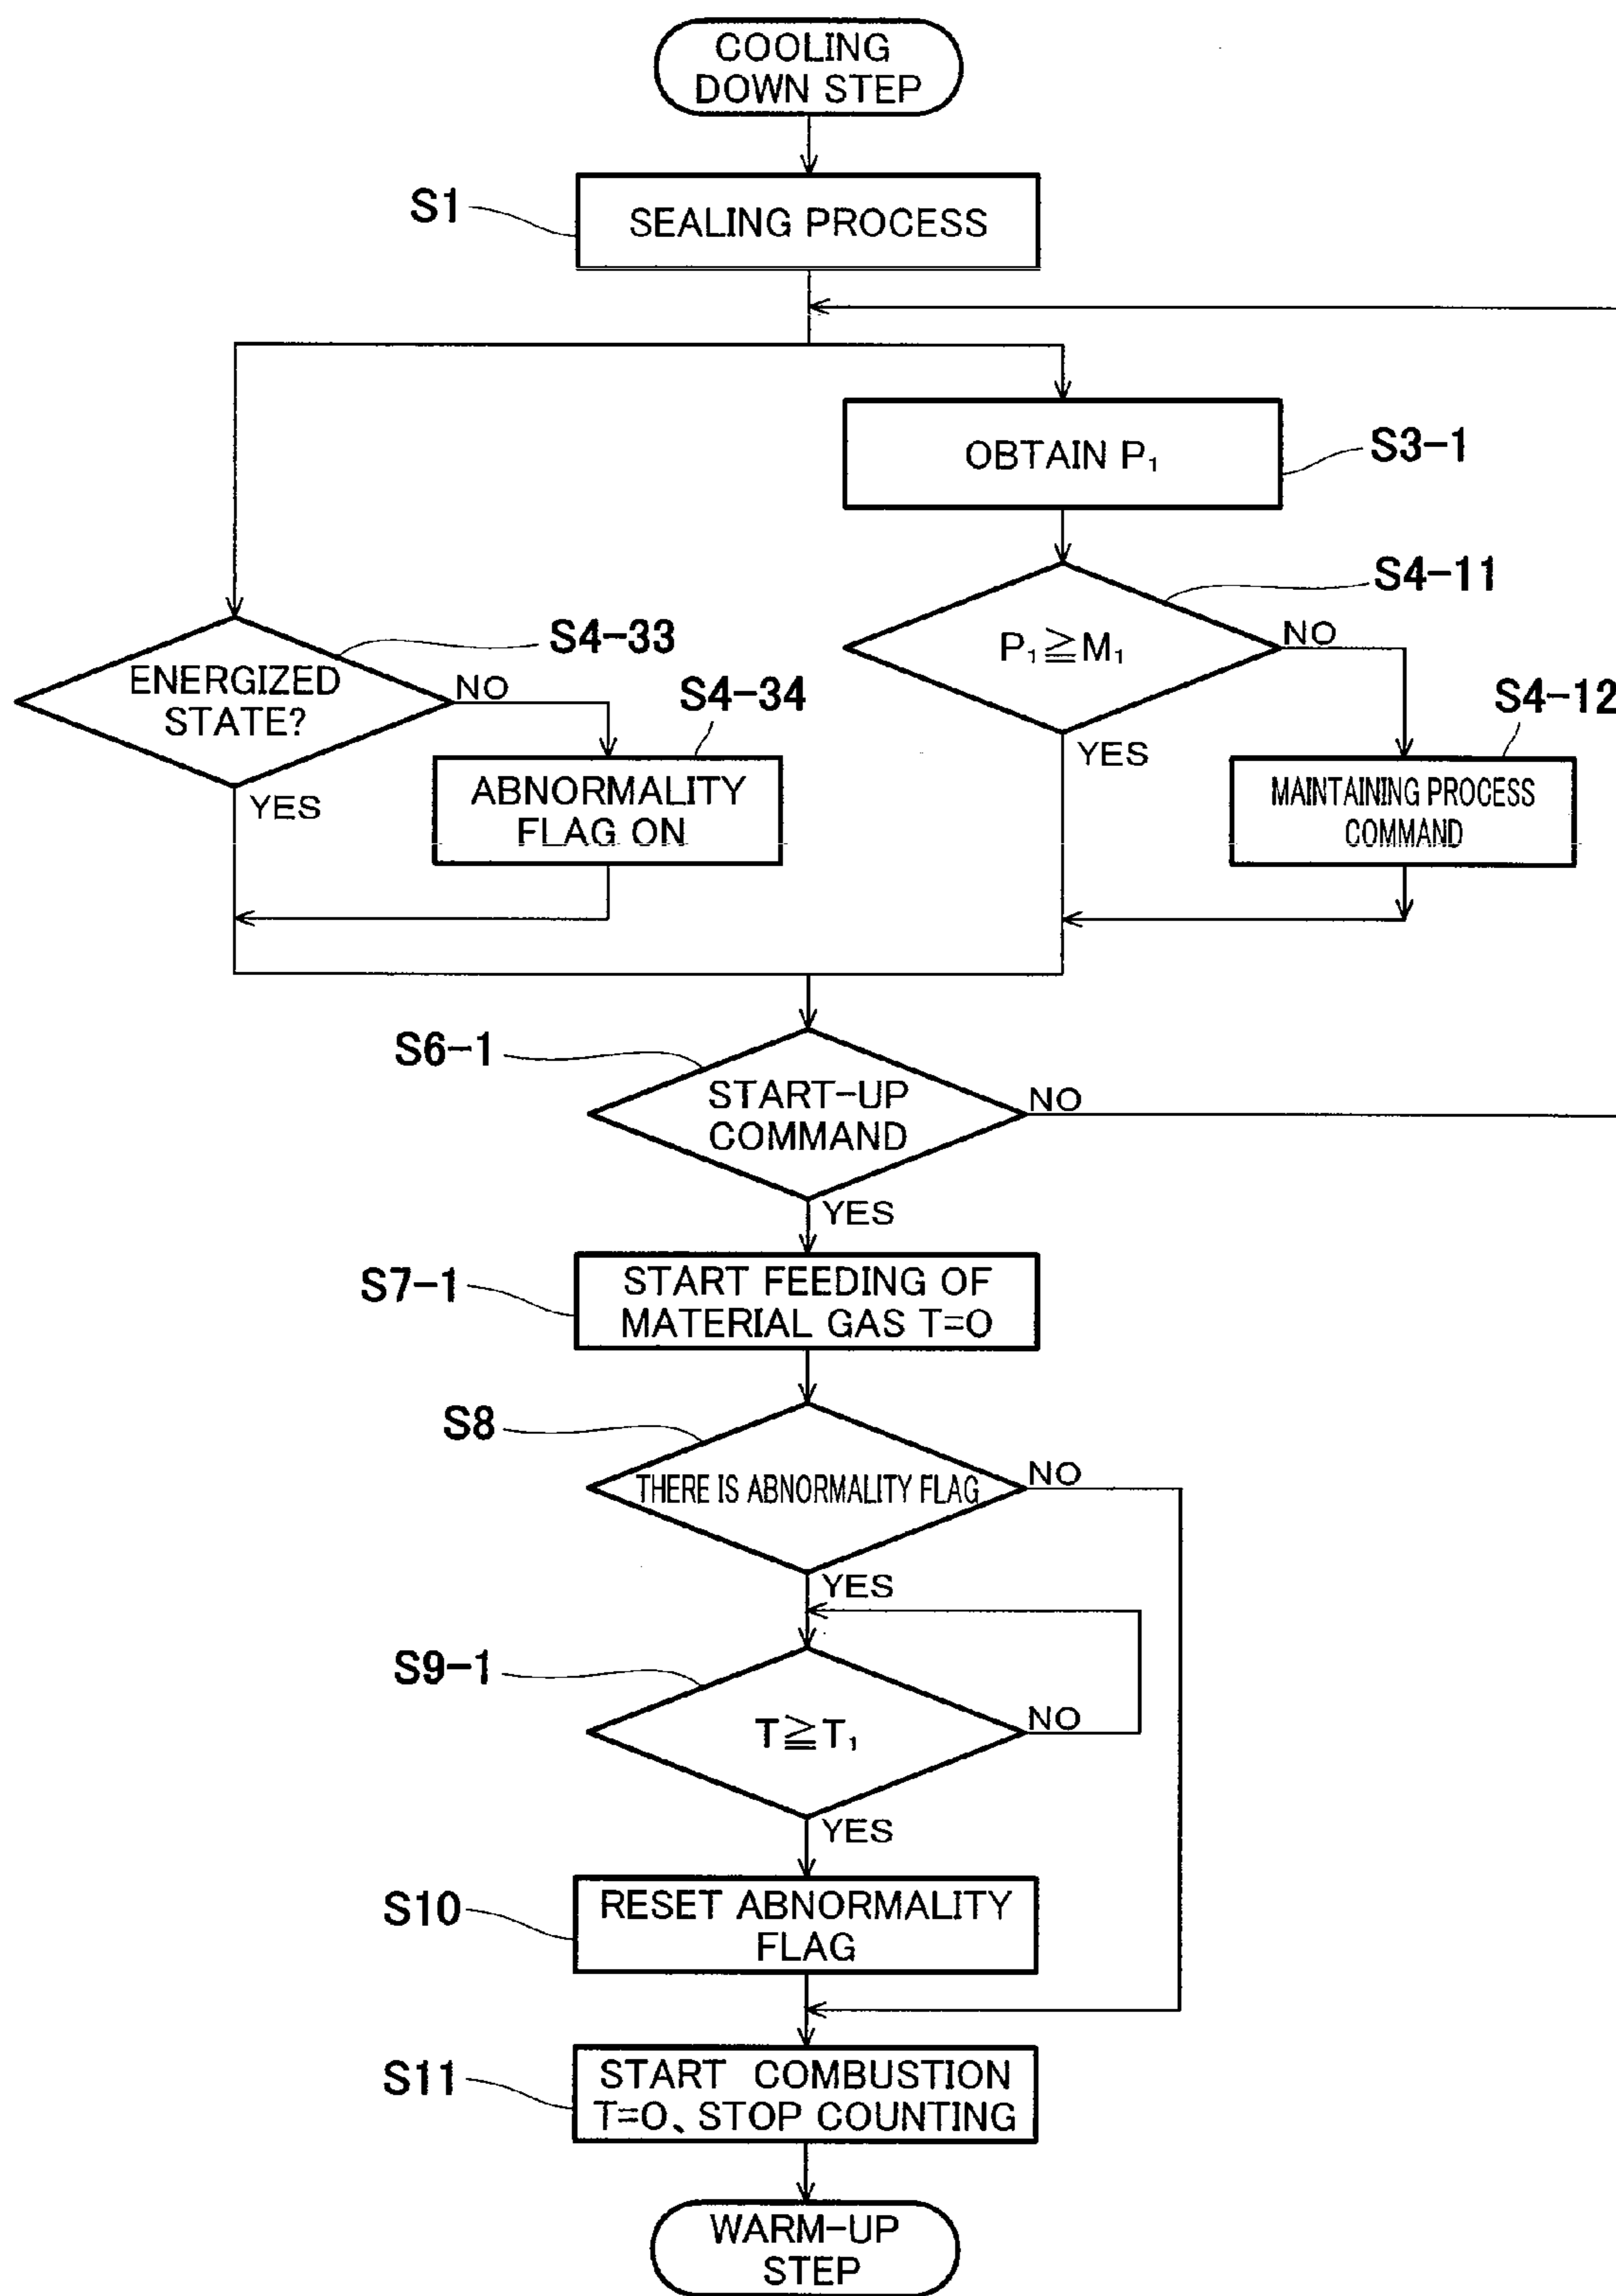 COOLING
DOWN STEP
S1
SEALING PROCESS
OBTAIN P₁
S3-1
S4-11
P₁≧M₁
NO
YES
S4-12
MAINTAINING PROCESS
COMMAND
S4-33
ENERGIZED
STATE?
NO
YES
S4-34
ABNORMALITY
FLAG ON
S6-1
START-UP
COMMAND
NO
YES
S7-1
START FEEDING OF
MATERIAL GAS T=0
S8
THERE IS ABNORMALITY FLAG
NO
YES
S9-1
T≧T₁
NO
YES
S10
RESET ABNORMALITY
FLAG
S11
START COMBUSTION
T=0、STOP COUNTING
WARM-UP
STEP